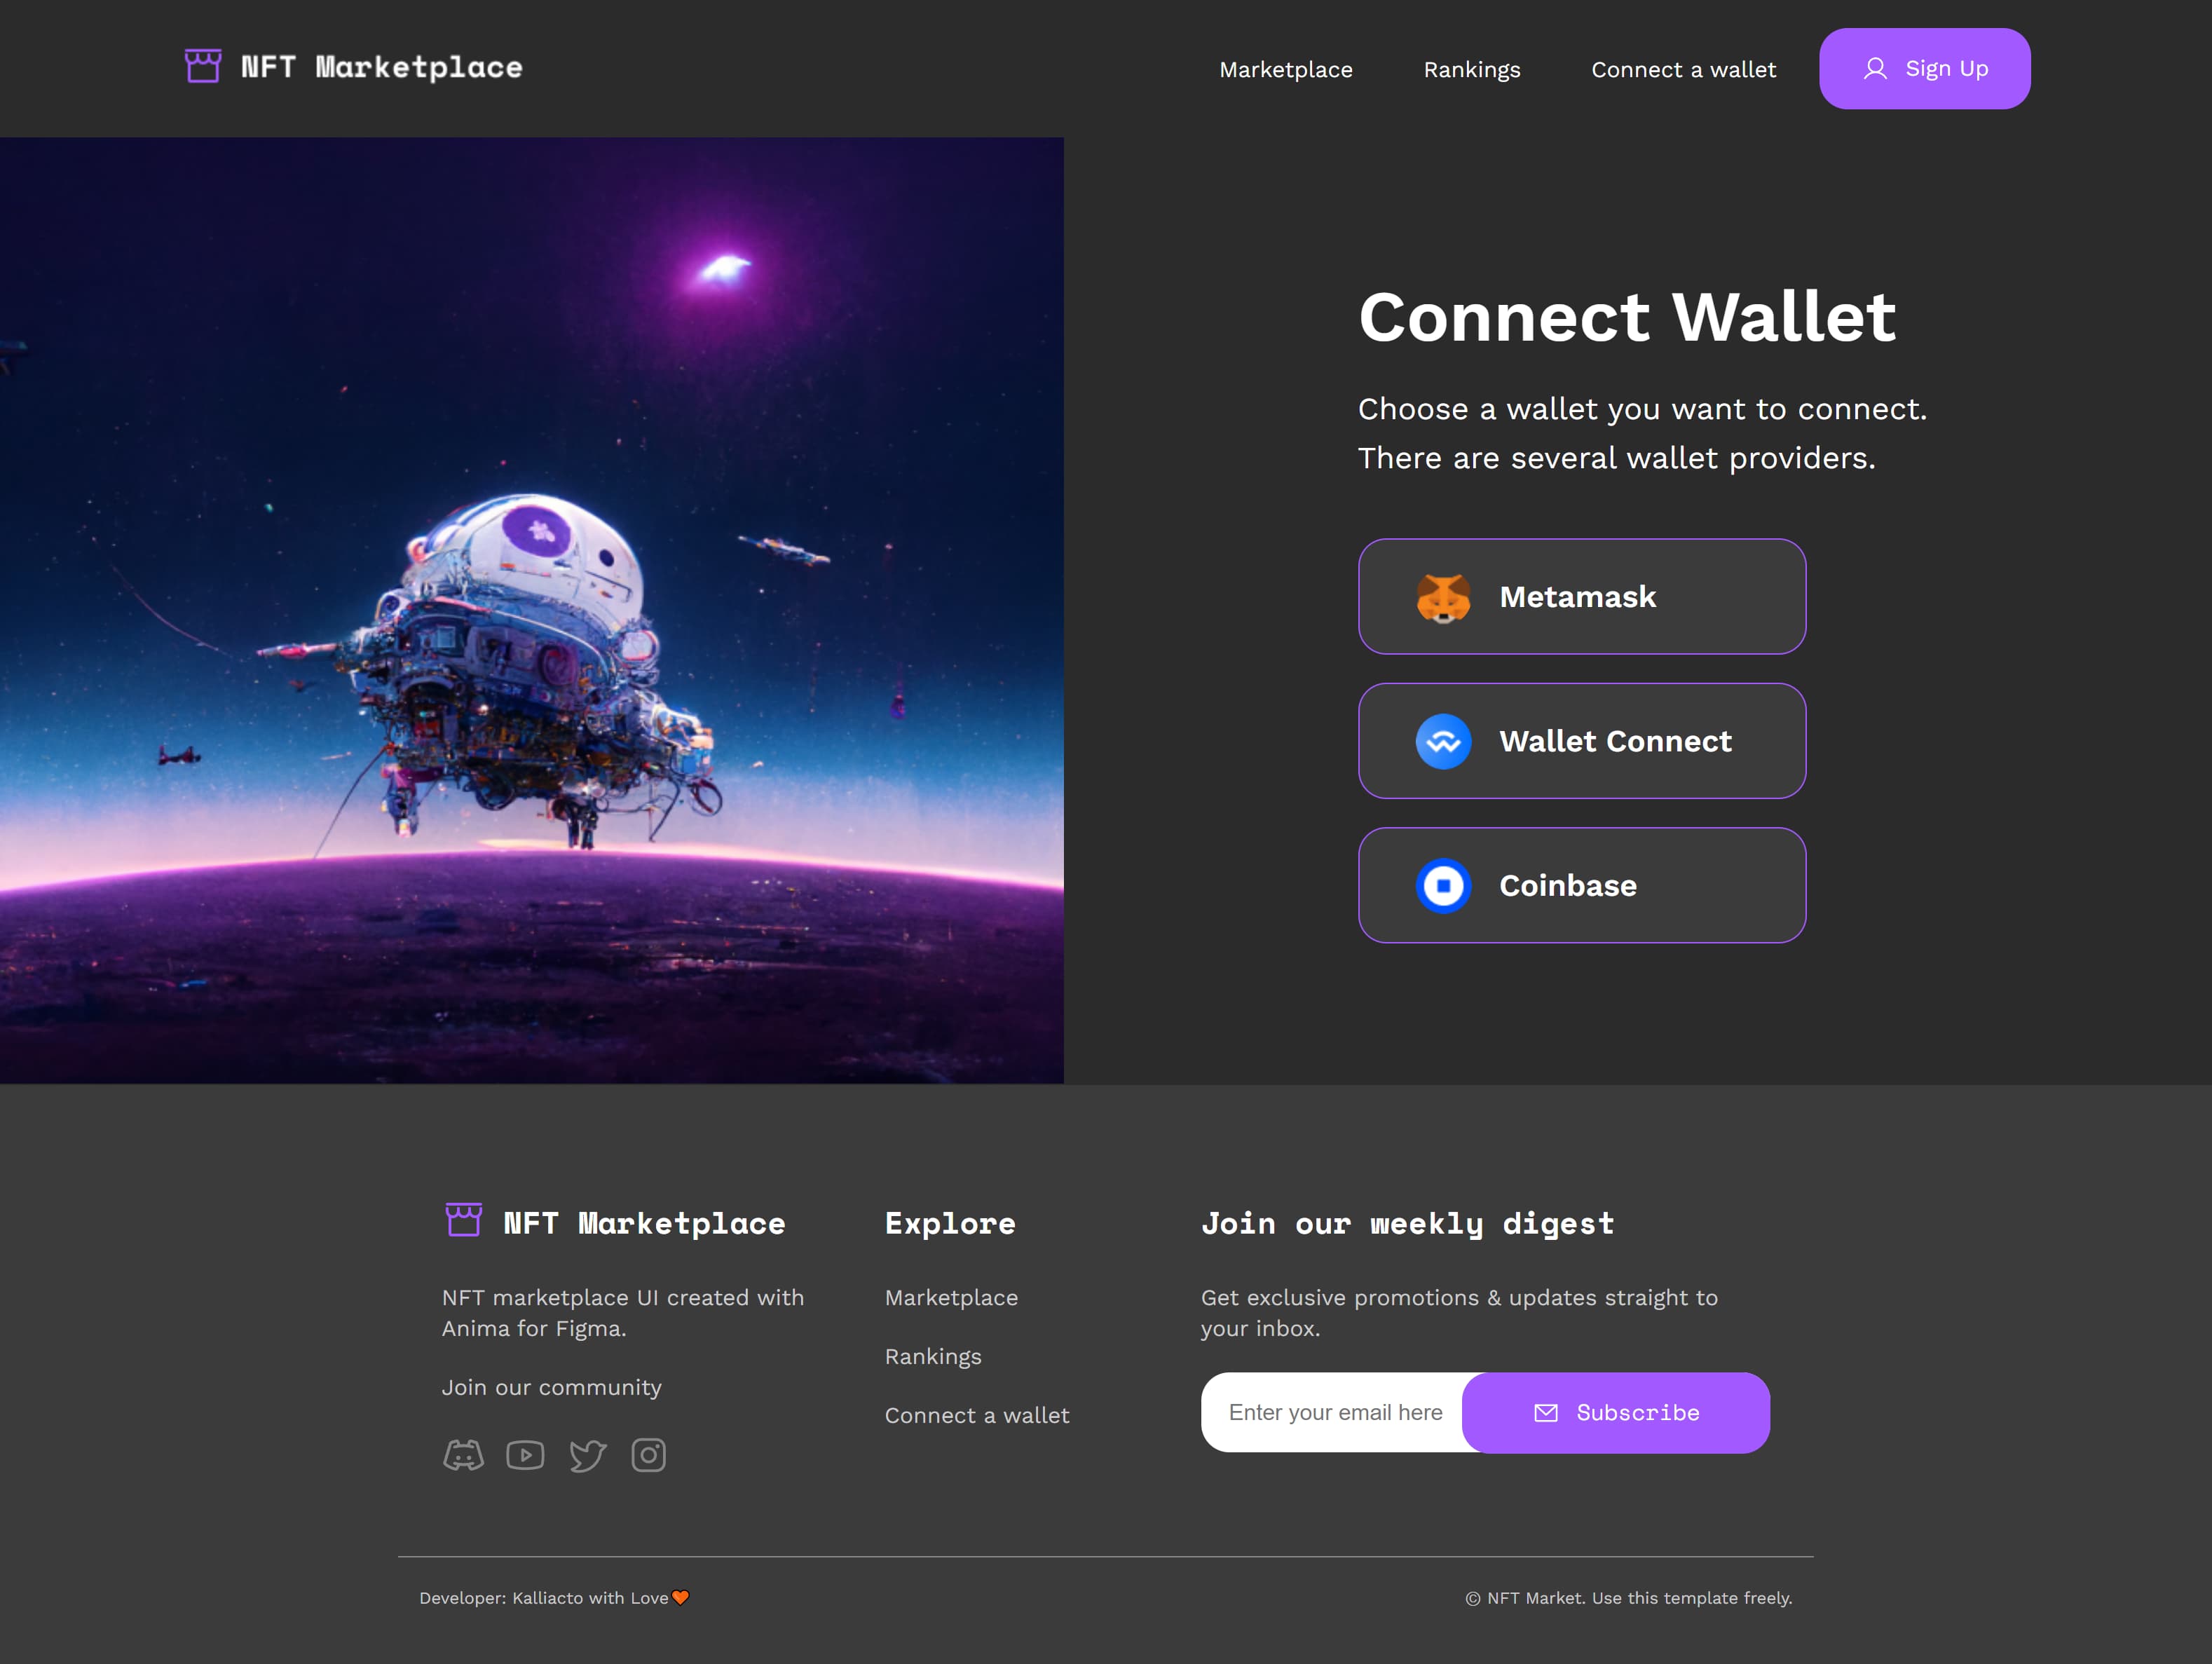 NFT Marketplace
Marketplace
Rankings
Connect a wallet
Sign Up
Connect Wallet
Choose a wallet you want to connect.
There are several wallet providers.
Metamask
Wallet Connect
Coinbase
NFT Marketplace
NFT marketplace UI created with
Anima for Figma.
Join our community
Explore
Marketplace
Rankings
Connect a wallet
Join our weekly digest
Get exclusive promotions & updates straight to
your inbox.
Enter your email here
Subscribe
Developer: Kalliacto with Love🧡
© NFT Market. Use this template freely.